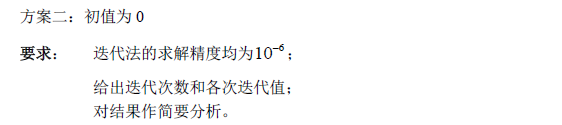 方案二：初值为 0
要求： 迭代法的求解精度均为10⁻⁶；
给出迭代次数和各次迭代值；
对结果作简要分析。